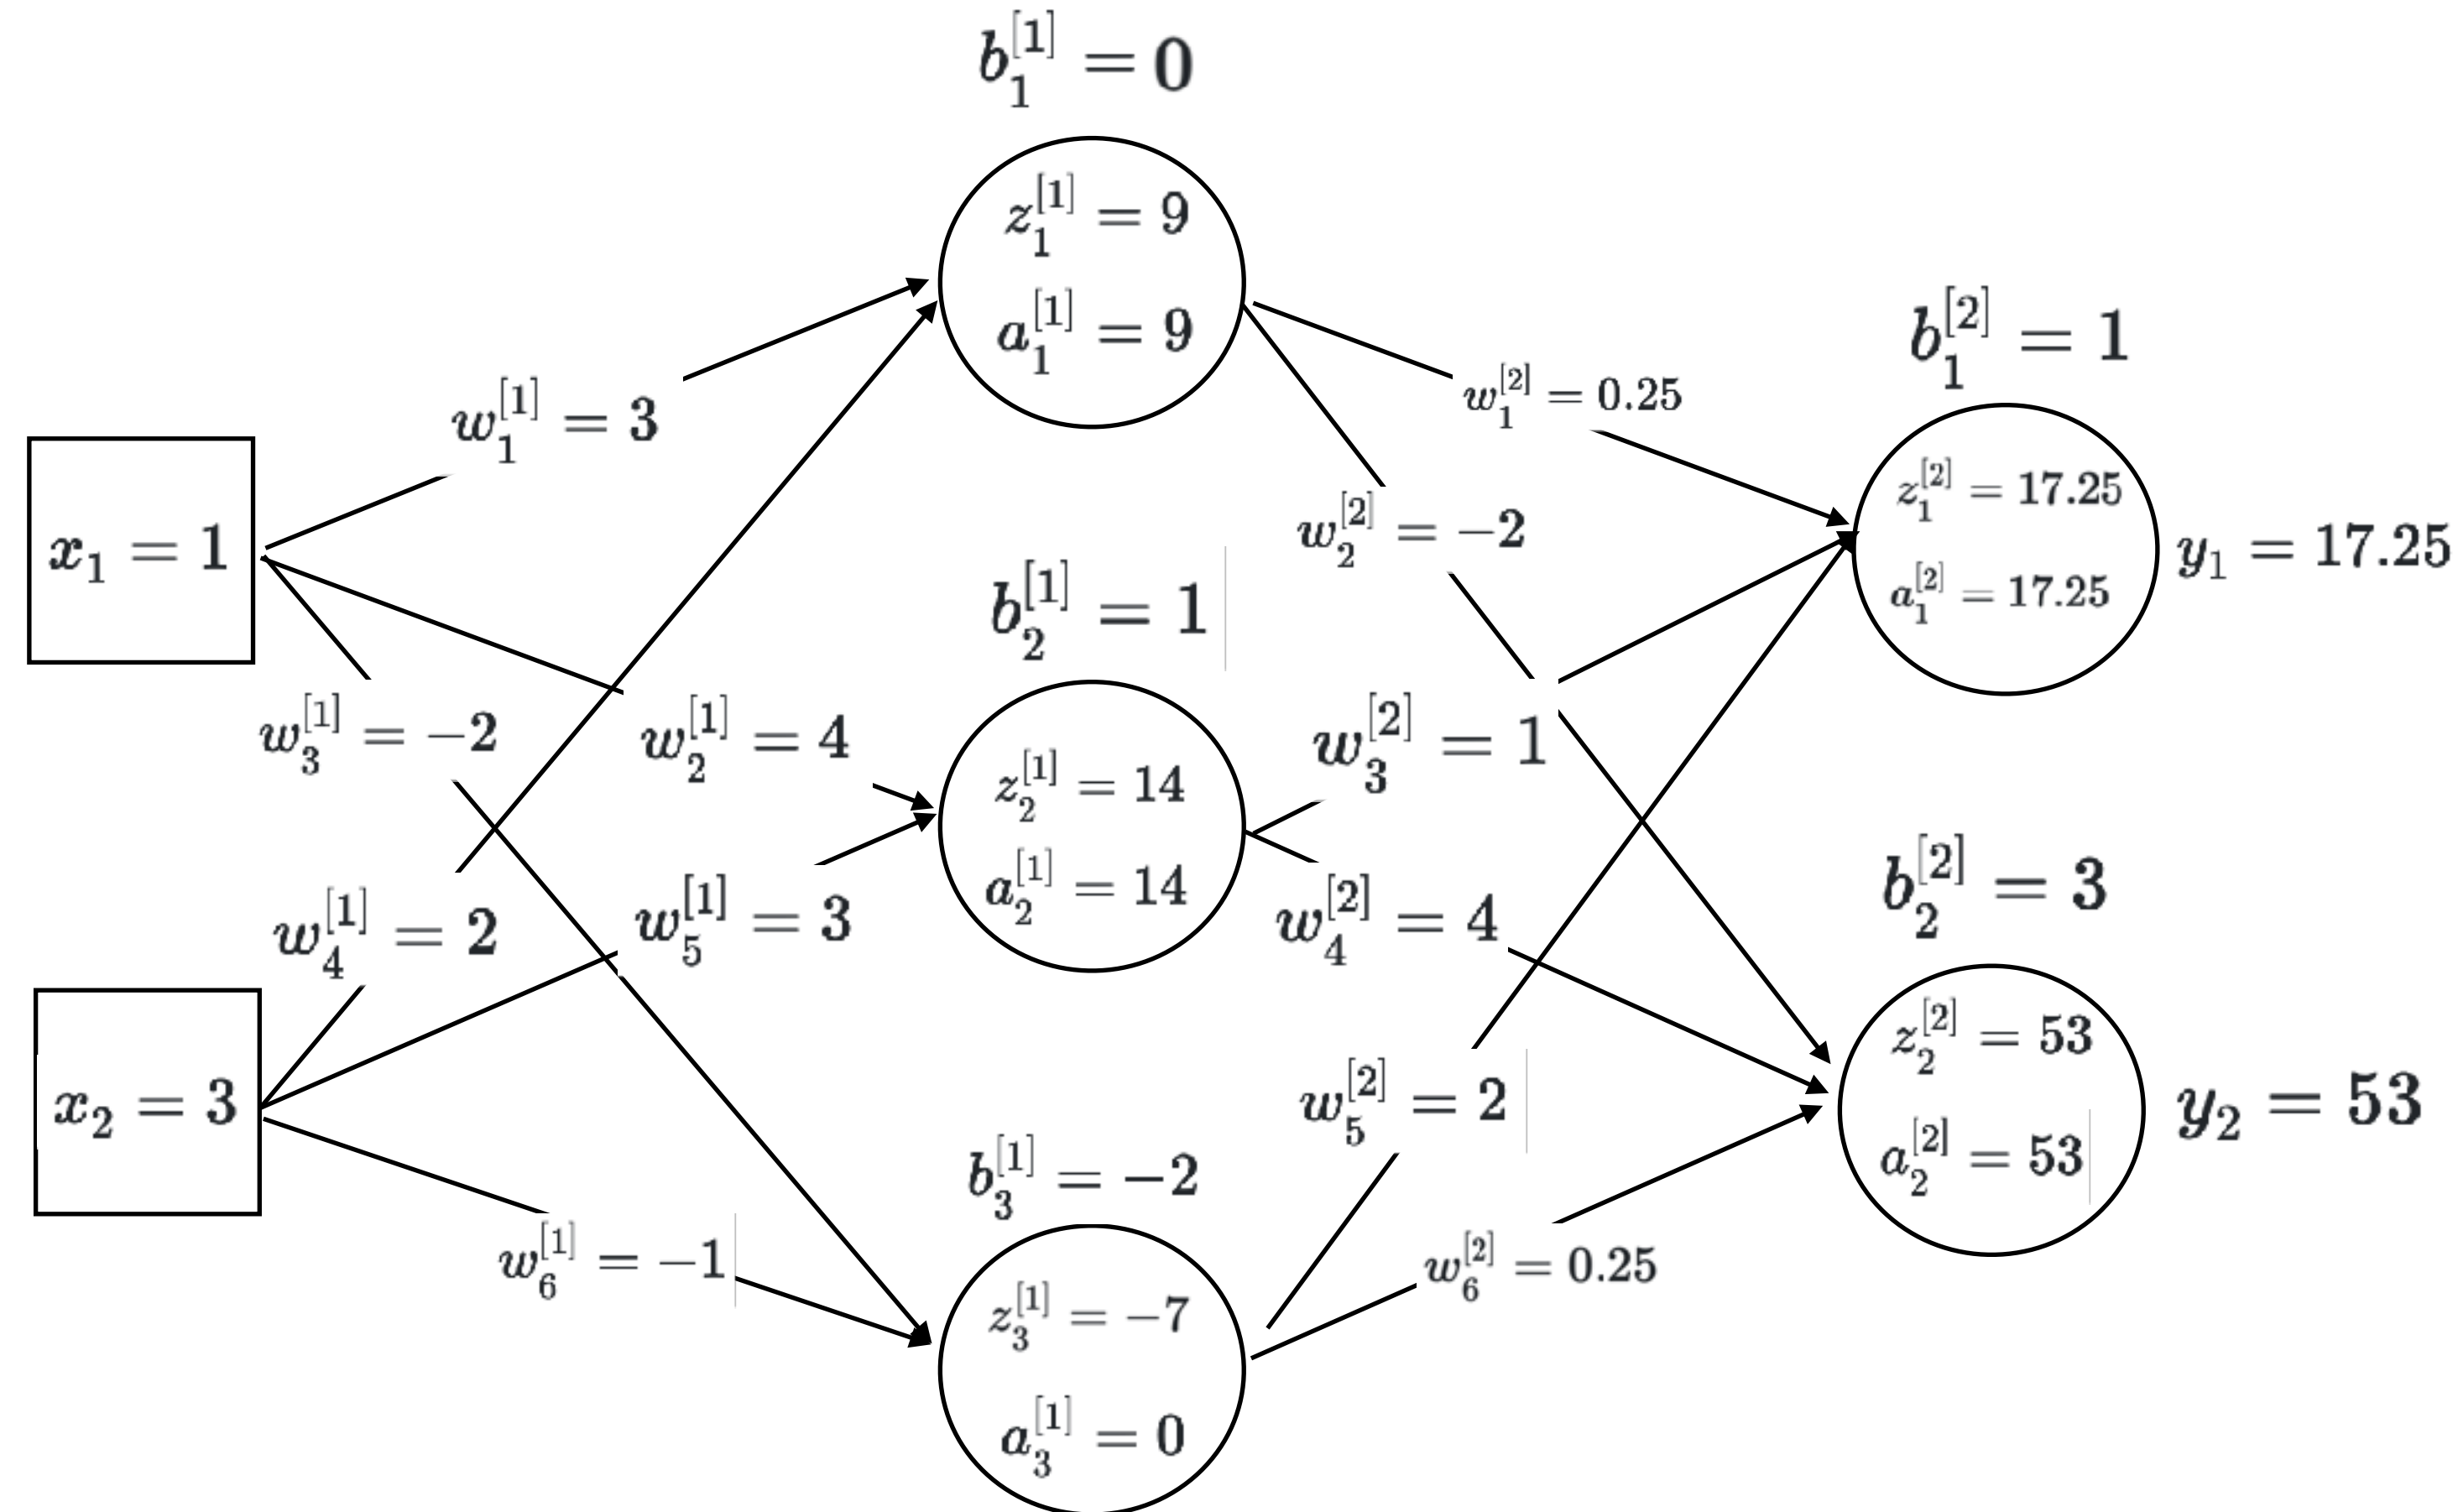 b_1^{[1]} = 0
z_1^{[1]} = 9
a_1^{[1]} = 9
w_1^{[1]} = 3
x_1 = 1
w_3^{[1]} = -2
w_2^{[1]} = 4
w_4^{[1]} = 2
w_5^{[1]} = 3
x_2 = 3
w_6^{[1]} = -1
b_2^{[1]} = 1
z_2^{[1]} = 14
a_2^{[1]} = 14
b_3^{[1]} = -2
z_3^{[1]} = -7
a_3^{[1]} = 0
w_1^{[2]} = 0.25
w_2^{[2]} = -2
w_3^{[2]} = 1
w_4^{[2]} = 4
w_5^{[2]} = 2
w_6^{[2]} = 0.25
b_1^{[2]} = 1
z_1^{[2]} = 17.25
a_1^{[2]} = 17.25
y_1 = 17.25
b_2^{[2]} = 3
z_2^{[2]} = 53
a_2^{[2]} = 53
y_2 = 53